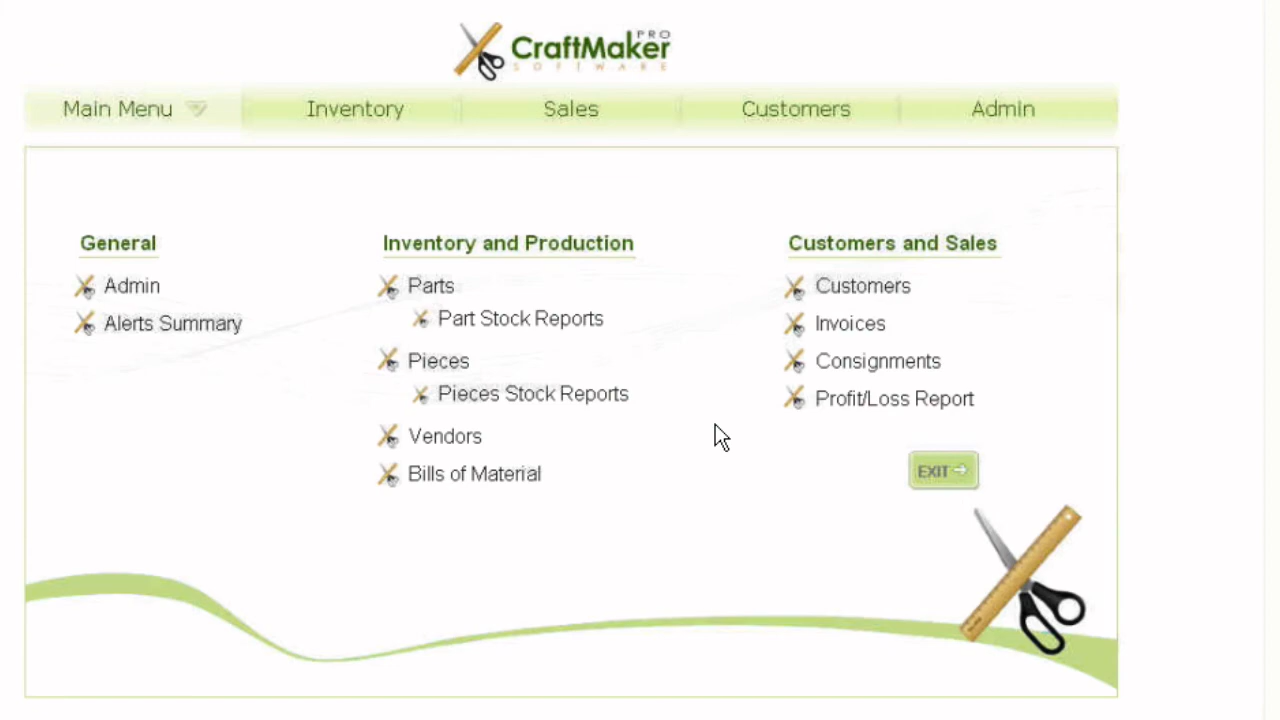 CraftMaker PRO
SOFTWARE
Main Menu
Inventory
Sales
Customers
Admin
General
Admin
Alerts Summary
Inventory and Production
Parts
Part Stock Reports
Pieces
Pieces Stock Reports
Vendors
Bills of Material
Customers and Sales
Customers
Invoices
Consignments
Profit/Loss Report
EXIT